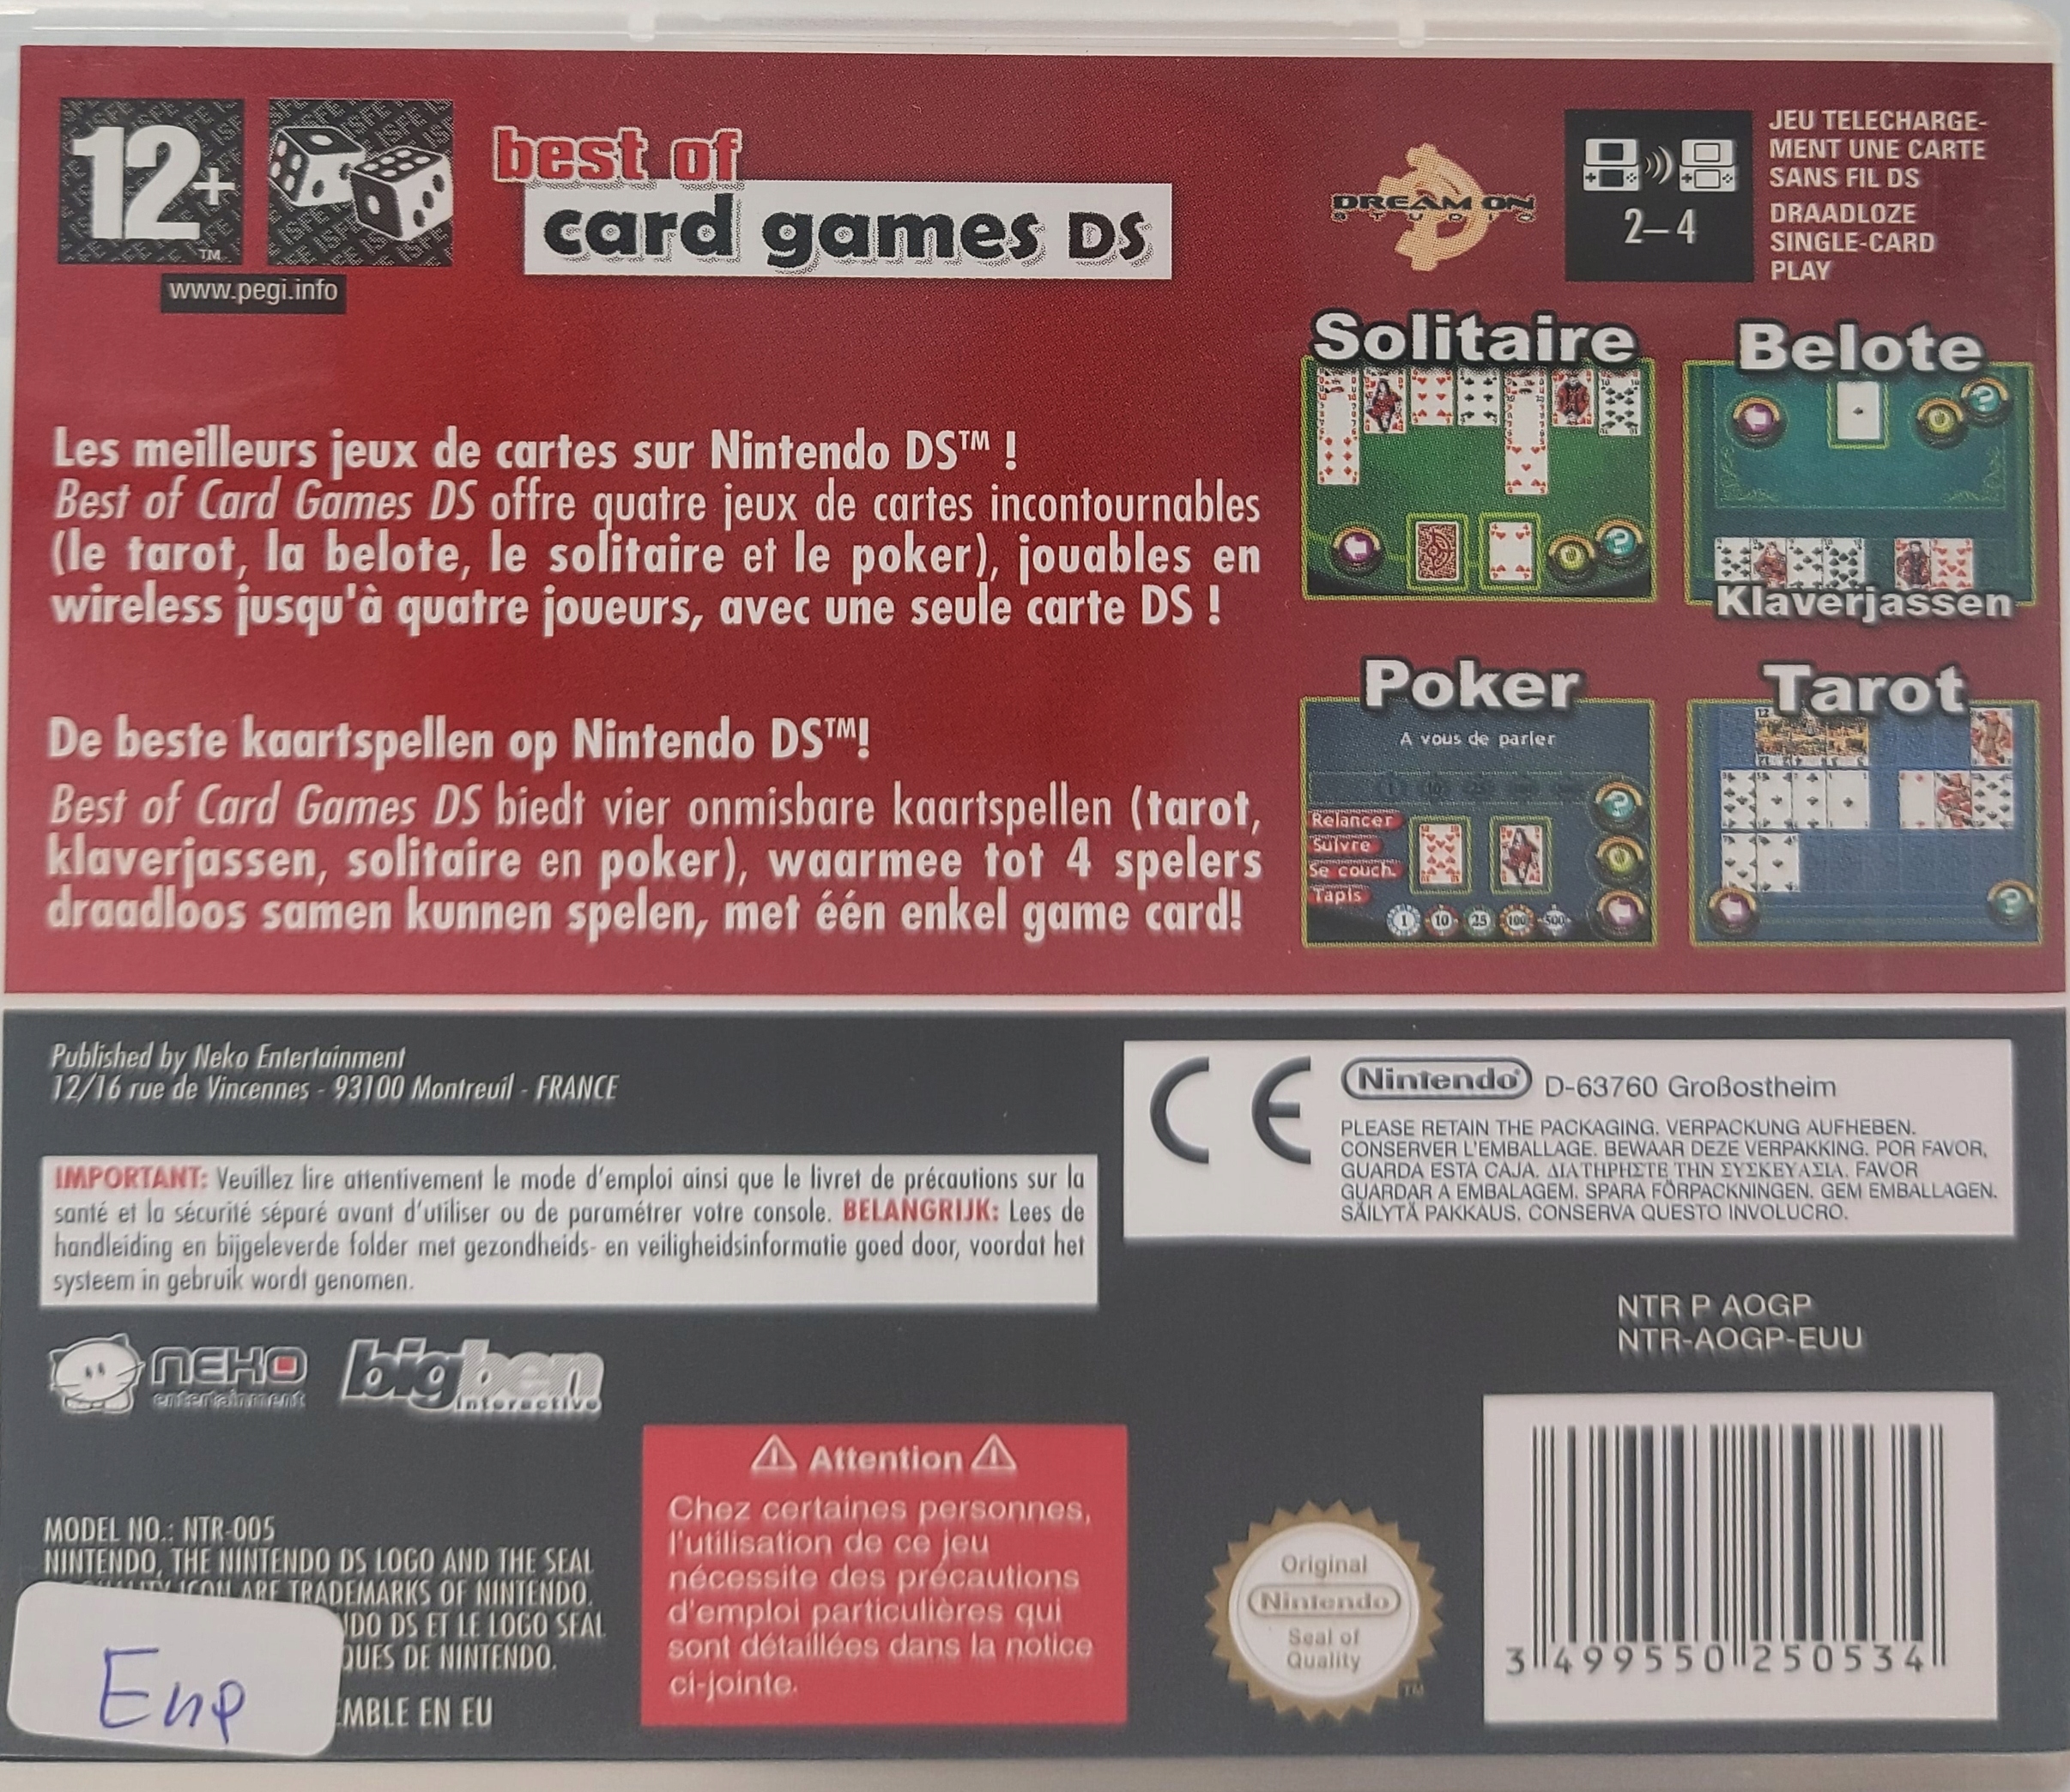 12+
TM
www.pegi.info
best of
card games DS
DREAM ON
STUDIO
2–4
JEU TELECHARGE-
MENT UNE CARTE
SANS FIL DS
DRAADLOZE
SINGLE-CARD
PLAY
Les meilleurs jeux de cartes sur Nintendo DS™ !
Best of Card Games DS offre quatre jeux de cartes incontournables
(le tarot, la belote, le solitaire et le poker), jouables en
wireless jusqu'à quatre joueurs, avec une seule carte DS !
De beste kaartspellen op Nintendo DS™!
Best of Card Games DS biedt vier onmisbare kaartspellen (tarot,
klaverjassen, solitaire en poker), waarmee tot 4 spelers
draadloos samen kunnen spelen, met één enkel game card!
Solitaire
Belote
Klaverjassen
Poker
A vous de parler
Relancer
Suivre
Se couch.
Tapis
1 10 25 100 500
Tarot
Published by Neko Entertainment
12/16 rue de Vincennes - 93100 Montreuil - FRANCE
IMPORTANT: Veuillez lire attentivement le mode d'emploi ainsi que le livret de précautions sur la
santé et la sécurité séparé avant d'utiliser ou de paramétrer votre console. BELANGRIJK: Lees de
handleiding en bijgeleverde folder met gezondheids- en veiligheidsinformatie goed door, voordat het
systeem in gebruik wordt genomen.
CE
Nintendo D-63760 Großostheim
PLEASE RETAIN THE PACKAGING. VERPACKUNG AUFHEBEN.
CONSERVER L'EMBALLAGE. BEWAAR DEZE VERPAKKING. POR FAVOR,
GUARDA ESTA CAJA. ΔΙΑΤΗΡΗΣΤΕ ΤΗΝ ΣΥΣΚΕΥΑΣΙΑ. FAVOR
GUARDAR A EMBALAGEM. SPARA FÖRPACKNINGEN. GEM EMBALLAGEN.
SÄILYTÄ PAKKAUS. CONSERVA QUESTO INVOLUCRO.
NTR P AOGP
NTR-AOGP-EUU
NEKO
entertainment
bigben
interactive
Attention
Chez certaines personnes,
l'utilisation de ce jeu
nécessite des précautions
d'emploi particulières qui
sont détaillées dans la notice
ci-jointe.
MODEL NO.: NTR-005
NINTENDO, THE NINTENDO DS LOGO AND THE SEAL
ICON ARE TRADEMARKS OF NINTENDO.
DS ET LE LOGO SEAL
DE NINTENDO.
EN EU
Enp
Original
Nintendo
Seal of
Quality
TM
3 499550 250534